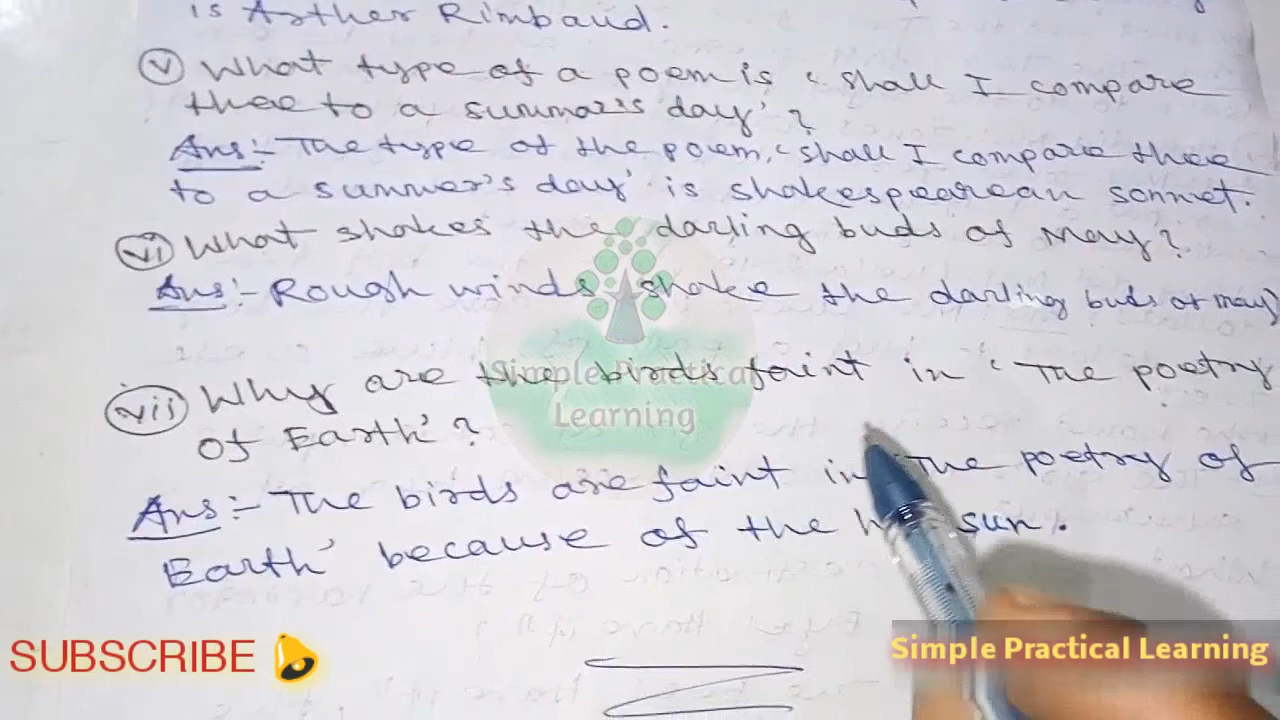 is Arther Rimbaud.
(v) What type of a poem is 'Shall I compare
thee to a summar's day'?
Ans:- The type of the poem, 'shall I compare thee
to a summer's day' is shakespearean sonnet.
(vi) What shakes the darling buds of May?
Ans:- Rough winds shake the darling buds of may)
Simple Practical
Learning
(vii) Why are the birds faint in 'The poetry
of Earth'?
Ans:- The birds are faint in 'The poetry of
Earth' because of the sun.
SUBSCRIBE
Simple Practical Learning